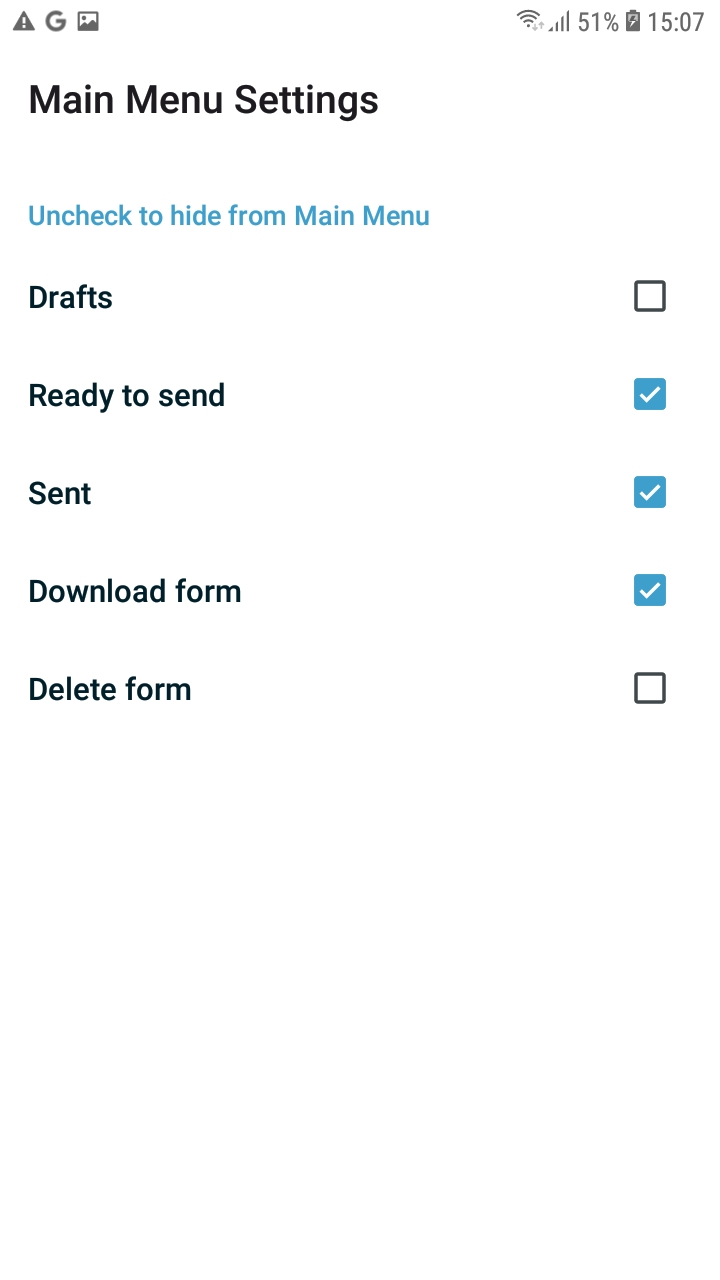 51% 15:07
Main Menu Settings
Uncheck to hide from Main Menu
Drafts
Ready to send
Sent
Download form
Delete form